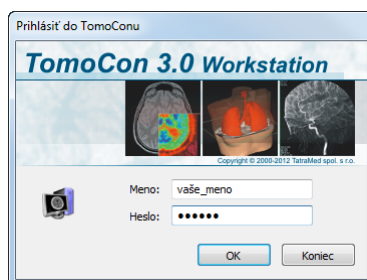 Prihlásiť do TomoConu
TomoCon 3.0 Workstation
Copyright © 2000-2012 TatraMed spol. s r.o.
Meno: vaše_meno
Heslo: ●●●●●●
OK Koniec